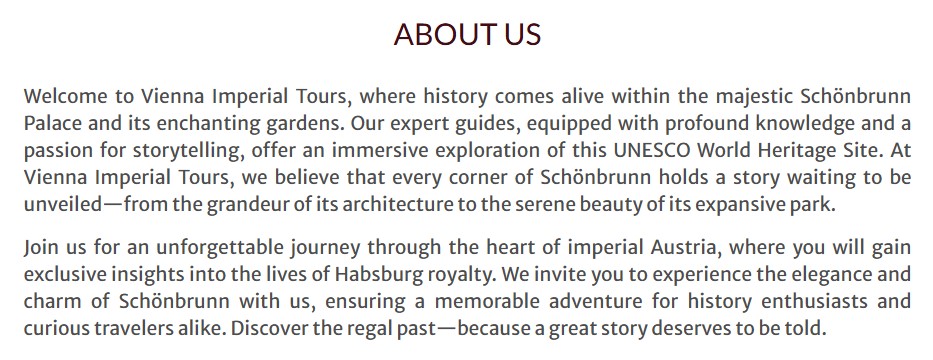 ABOUT US
Welcome to Vienna Imperial Tours, where history comes alive within the majestic Schönbrunn
Palace and its enchanting gardens. Our expert guides, equipped with profound knowledge and a
passion for storytelling, offer an immersive exploration of this UNESCO World Heritage Site. At
Vienna Imperial Tours, we believe that every corner of Schönbrunn holds a story waiting to be
unveiled—from the grandeur of its architecture to the serene beauty of its expansive park.
Join us for an unforgettable journey through the heart of imperial Austria, where you will gain
exclusive insights into the lives of Habsburg royalty. We invite you to experience the elegance and
charm of Schönbrunn with us, ensuring a memorable adventure for history enthusiasts and
curious travelers alike. Discover the regal past—because a great story deserves to be told.